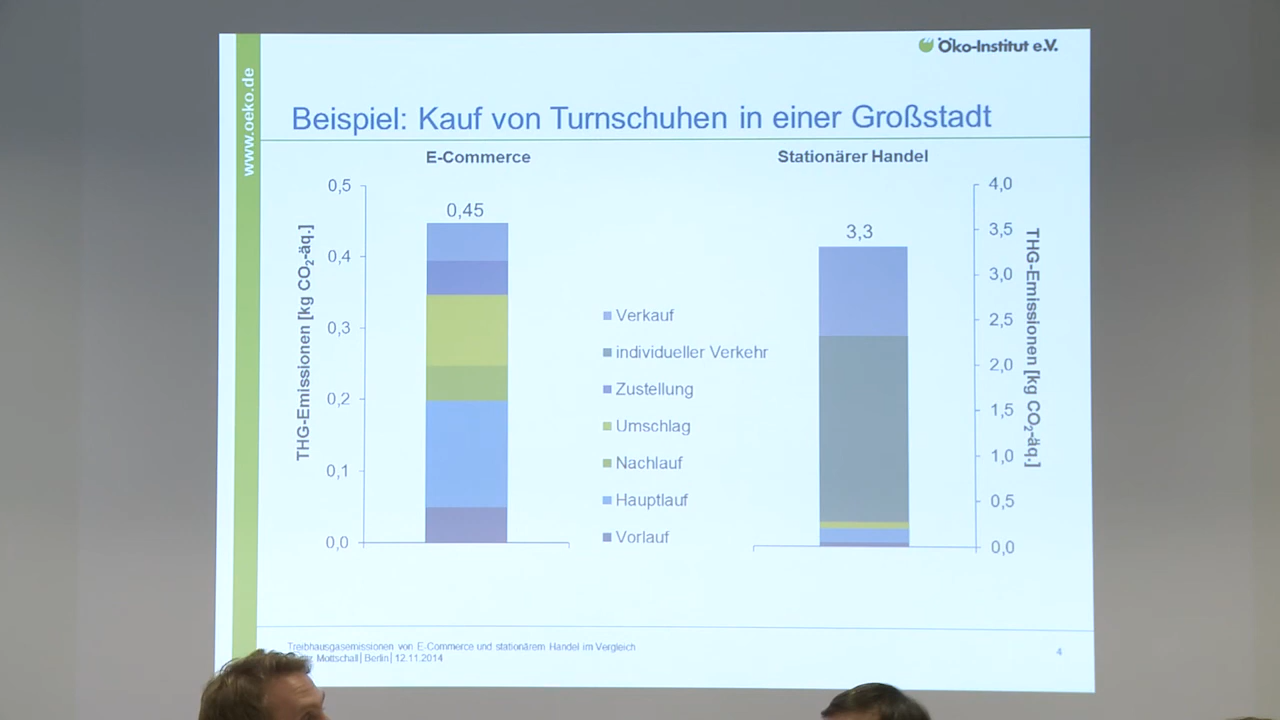 Öko-Institut e.V.
www.oeko.de
Beispiel: Kauf von Turnschuhen in einer Großstadt
E-Commerce
Stationärer Handel
THG-Emissionen [kg CO₂-äq.]
0,5
0,4
0,3
0,2
0,1
0,0
0,45
Verkauf
individueller Verkehr
Zustellung
Umschlag
Nachlauf
Hauptlauf
Vorlauf
3,3
4,0
3,5
3,0
2,5
2,0
1,5
1,0
0,5
0,0
THG-Emissionen [kg CO₂-äq.]
Treibhausgasemissionen von E-Commerce und stationärem Handel im Vergleich
Mottschall│Berlin│12.11.2014
4